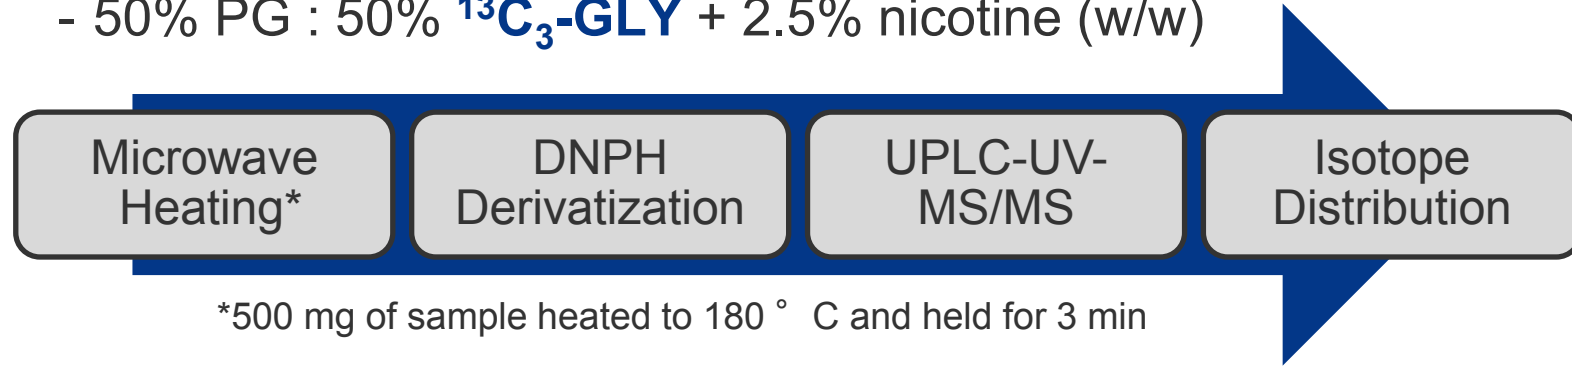 - 50% PG : 50% ¹³C₃-GLY + 2.5% nicotine (w/w)
Microwave
Heating*
DNPH
Derivatization
UPLC-UV-
MS/MS
Isotope
Distribution
*500 mg of sample heated to 180 ° C and held for 3 min